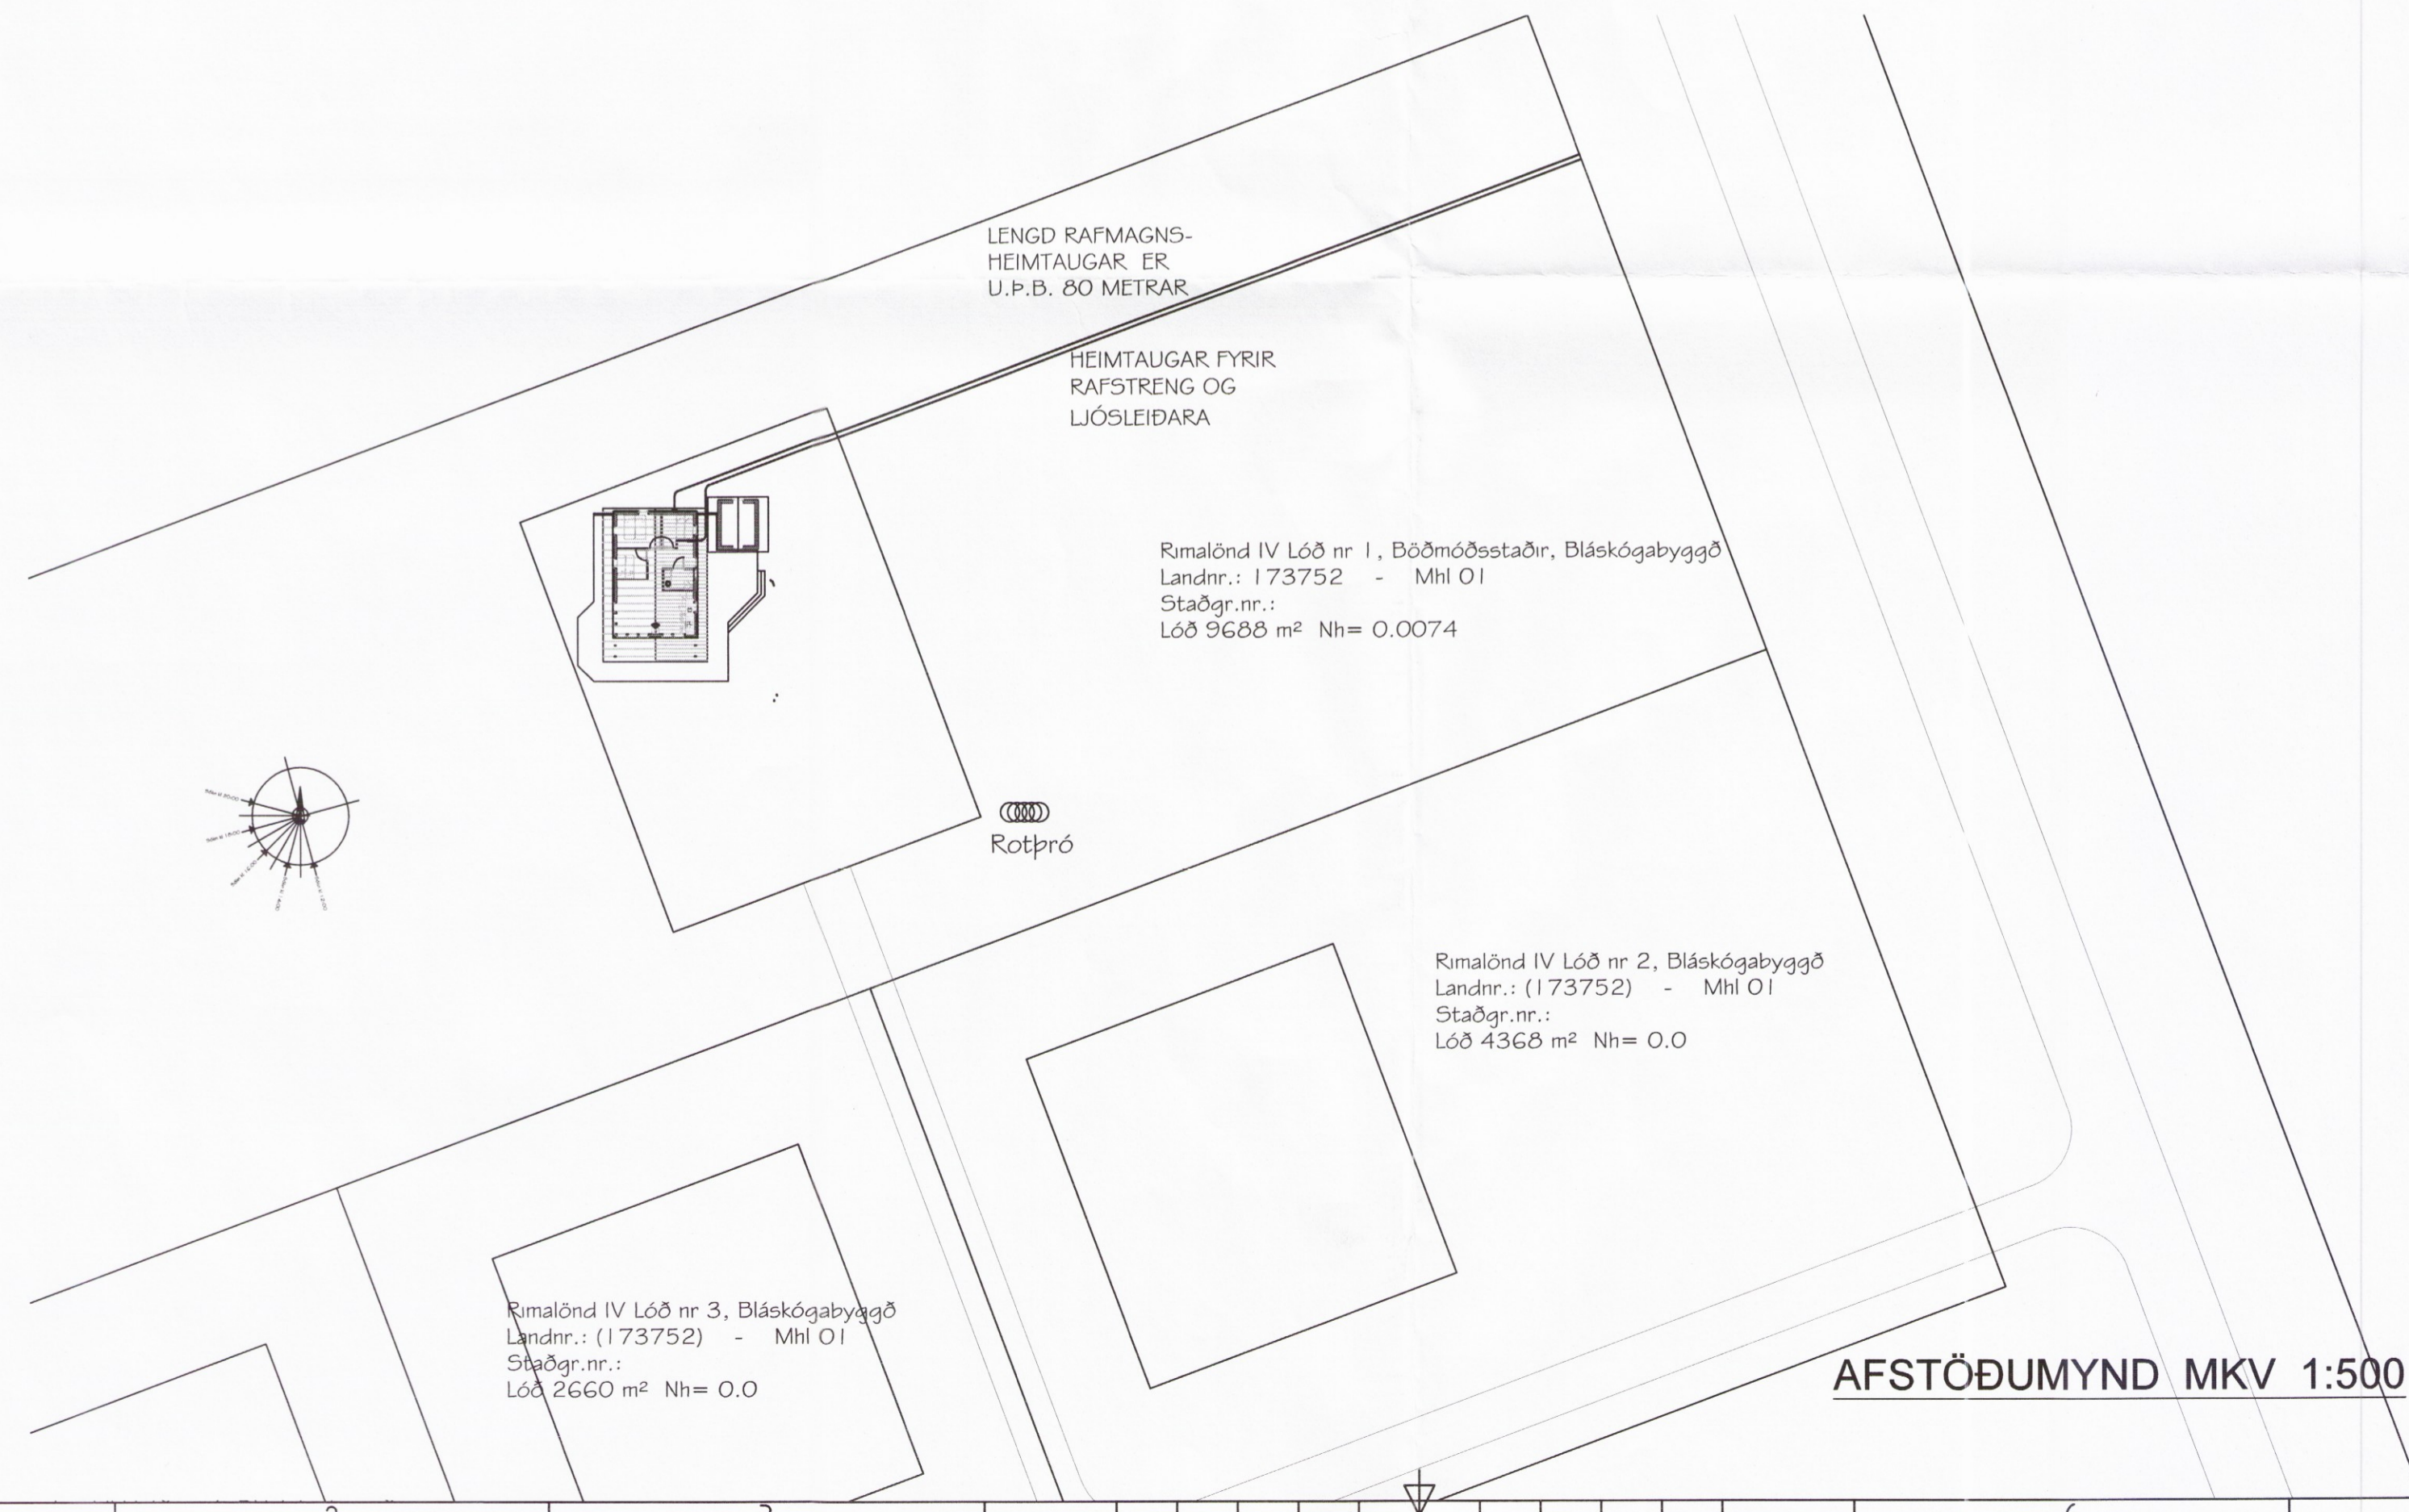 LENGD RAFMAGNS-
HEIMTAUGAR ER
U.Þ.B. 80 METRAR
HEIMTAUGAR FYRIR
RAFSTRENG OG
LJÓSLEIÐARA
Rimalönd IV Lóð nr 1, Böðmóðsstaðir, Bláskógabyggð
Landnr.: 173752 - Mhl 01
Staðgr.nr.:
Lóð 9688 m² Nh= 0.0074
Rotþró
Rimalönd IV Lóð nr 2, Bláskógabyggð
Landnr.: (173752) - Mhl 01
Staðgr.nr.:
Lóð 4368 m² Nh= 0.0
Rimalönd IV Lóð nr 3, Bláskógabyggð
Landnr.: (173752) - Mhl 01
Staðgr.nr.:
Lóð 2660 m² Nh= 0.0
AFSTÖÐUMYND MKV 1:500